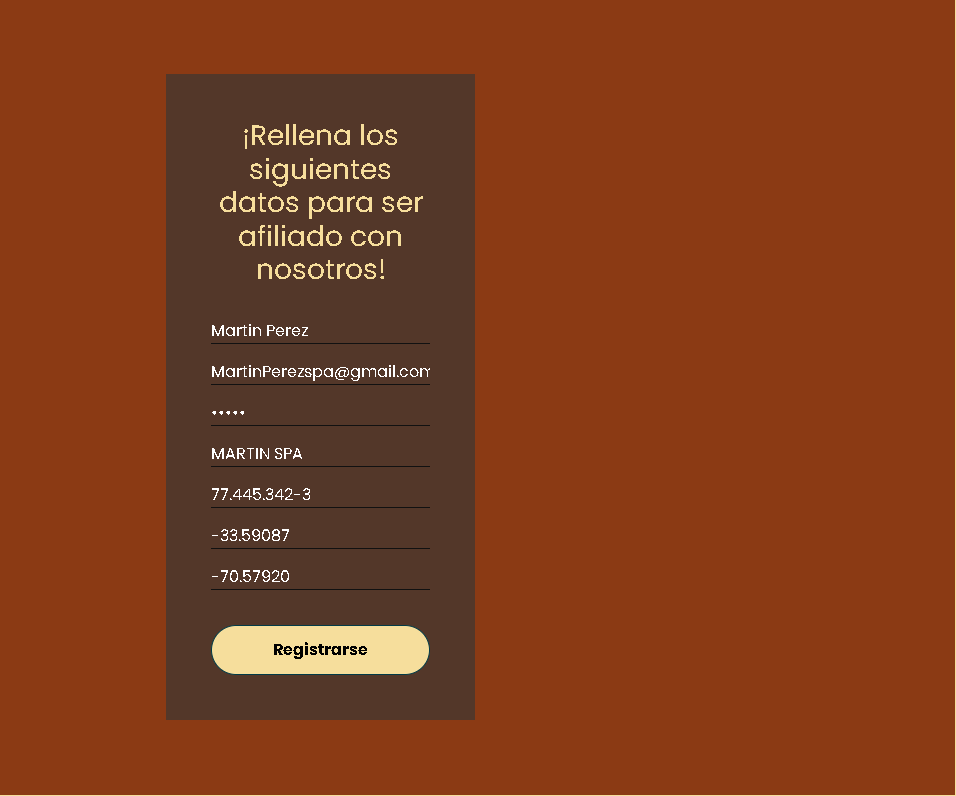 ¡Rellena los
siguientes
datos para ser
afiliado con
nosotros!
Martin Perez
MartinPerezspa@gmail.com
•••••
MARTIN SPA
77.445.342-3
-33.59087
-70.57920
Registrarse